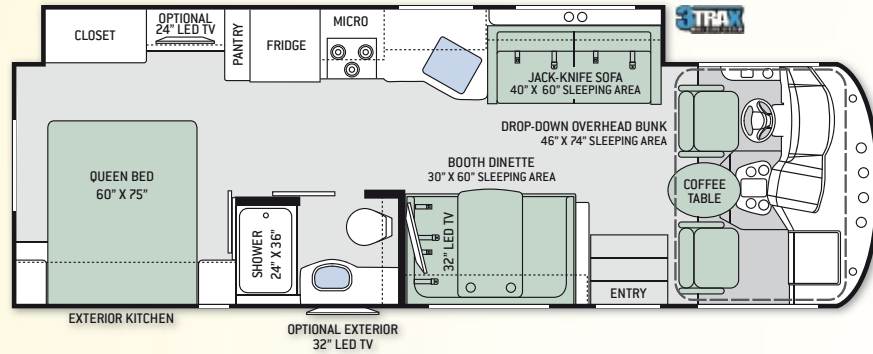 3TRAX
CLOSET
OPTIONAL
24" LED TV
PANTRY
FRIDGE
MICRO
JACK-KNIFE SOFA
40" X 60" SLEEPING AREA
DROP-DOWN OVERHEAD BUNK
46" X 74" SLEEPING AREA
BOOTH DINETTE
30" X 60" SLEEPING AREA
QUEEN BED
60" X 75"
COFFEE
TABLE
SHOWER
24" X 36"
32" LED TV
ENTRY
EXTERIOR KITCHEN
OPTIONAL EXTERIOR
32" LED TV